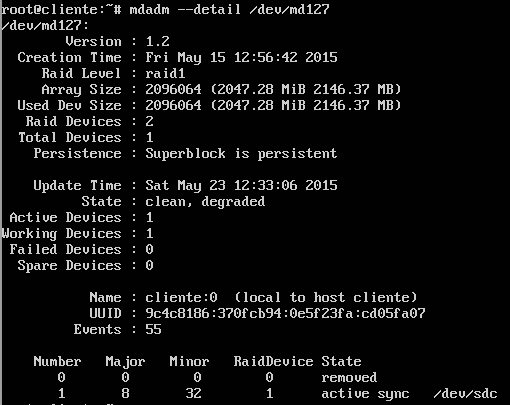 root@cliente:~# mdadm --detail /dev/md127
/dev/md127:
Version : 1.2
Creation Time : Fri May 15 12:56:42 2015
Raid Level : raid1
Array Size : 2096064 (2047.28 MiB 2146.37 MB)
Used Dev Size : 2096064 (2047.28 MiB 2146.37 MB)
Raid Devices : 2
Total Devices : 1
Persistence : Superblock is persistent
Update Time : Sat May 23 12:33:06 2015
State : clean, degraded
Active Devices : 1
Working Devices : 1
Failed Devices : 0
Spare Devices : 0
Name : cliente:0 (local to host cliente)
UUID : 9c4c8186:370fcb94:0e5f23fa:cd05fa07
Events : 55
Number Major Minor RaidDevice State
0 0 0 0 removed
1 8 32 1 active sync /dev/sdc